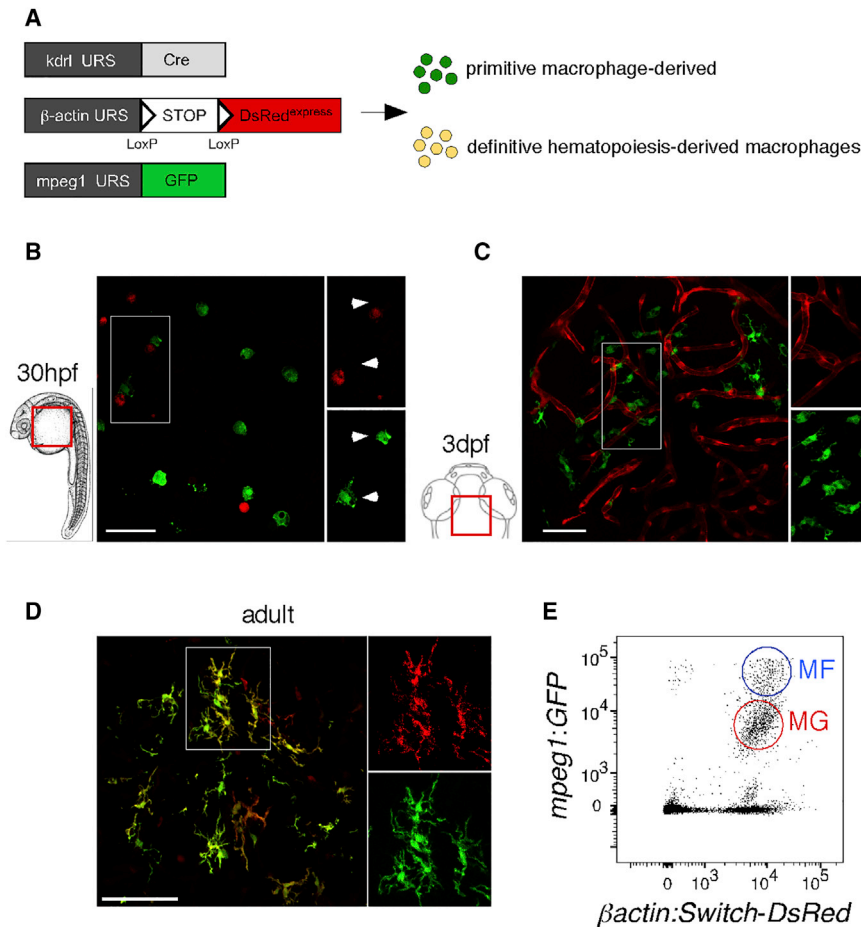 A
kdrl URS Cre
β-actin URS STOP DsRedexpress
LoxP LoxP
mpeg1 URS GFP
primitive macrophage-derived
definitive hematopoiesis-derived macrophages
B
30hpf
C
3dpf
D
adult
E
mpeg1:GFP
10^5
10^4
10^3
0
MF
MG
0 10^3 10^4 10^5
βactin:Switch-DsRed